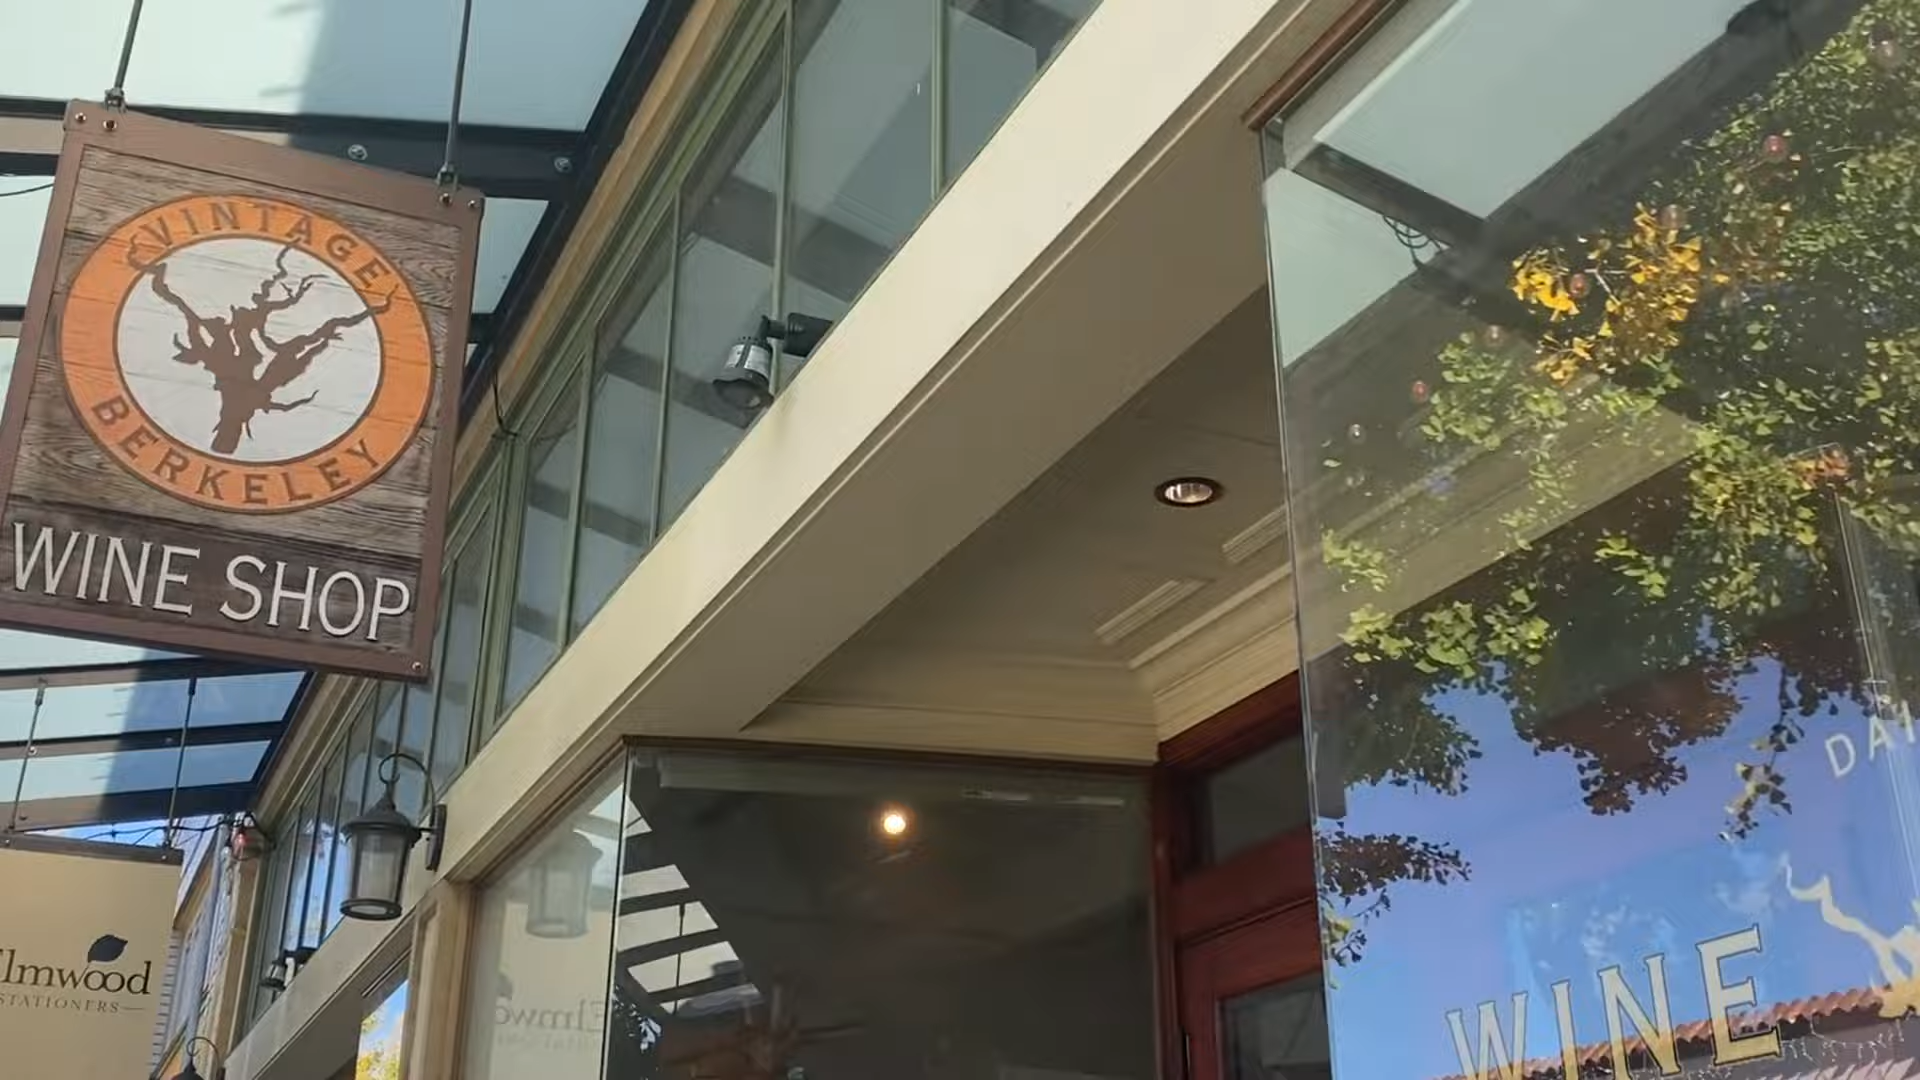 VINTAGE
BERKELEY
WINE SHOP
Elmwood
STATIONERS
WINE